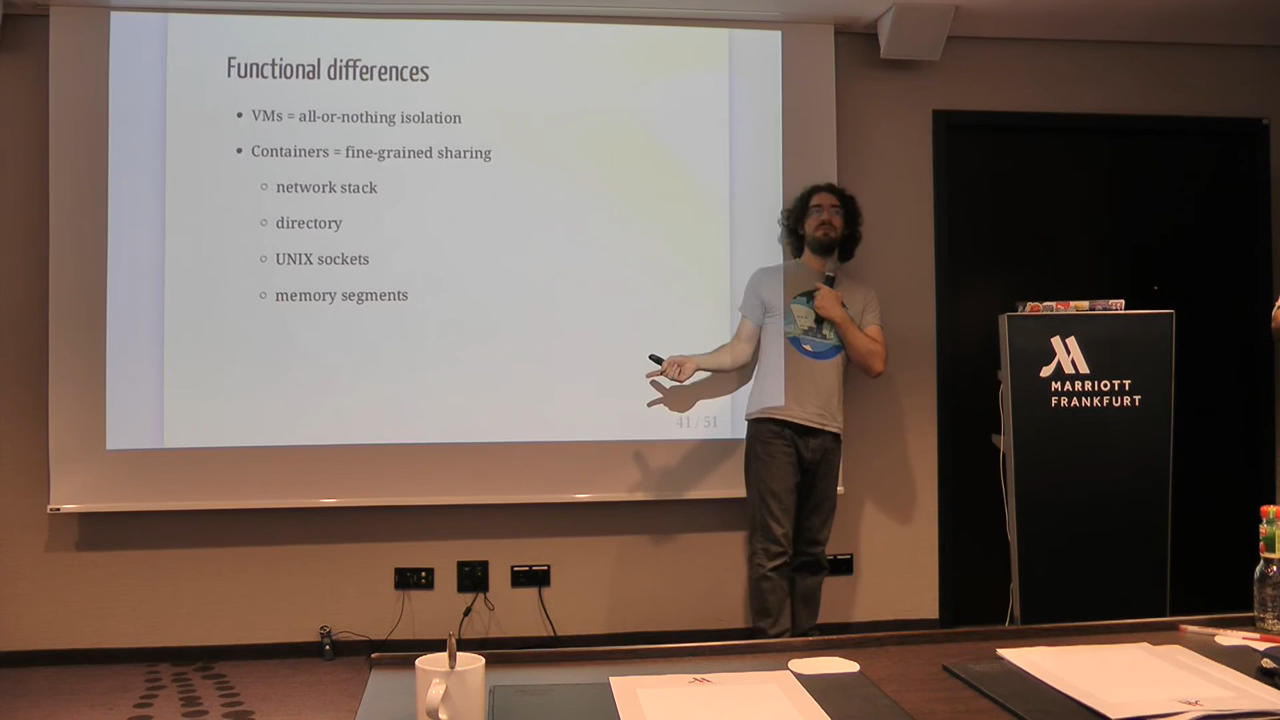 Functional differences
• VMs = all-or-nothing isolation
• Containers = fine-grained sharing
○ network stack
○ directory
○ UNIX sockets
○ memory segments
41 / 51
MARRIOTT
FRANKFURT